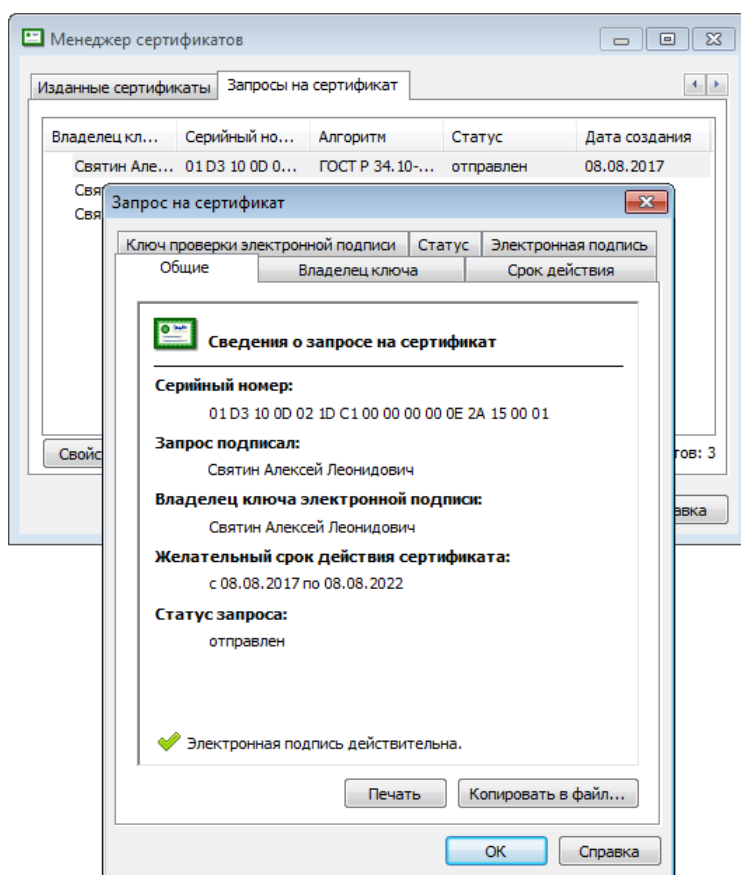 Менеджер сертификатов
Изданные сертификаты Запросы на сертификат
Владелец кл... Серийный но... Алгоритм Статус Дата создания
Святин Але... 01 D3 10 0D 0... ГОСТ Р 34.10-... отправлен 08.08.2017
Свя
Свя
Запрос на сертификат
Ключ проверки электронной подписи Статус Электронная подпись
Общие Владелец ключа Срок действия
Сведения о запросе на сертификат
Серийный номер:
01 D3 10 0D 02 1D C1 00 00 00 00 0E 2A 15 00 01
Запрос подписал:
Святин Алексей Леонидович
Владелец ключа электронной подписи:
Святин Алексей Леонидович
Желательный срок действия сертификата:
с 08.08.2017 по 08.08.2022
Статус запроса:
отправлен
Электронная подпись действительна.
Свойс тов: 3
авка
Печать Копировать в файл...
ОК Справка